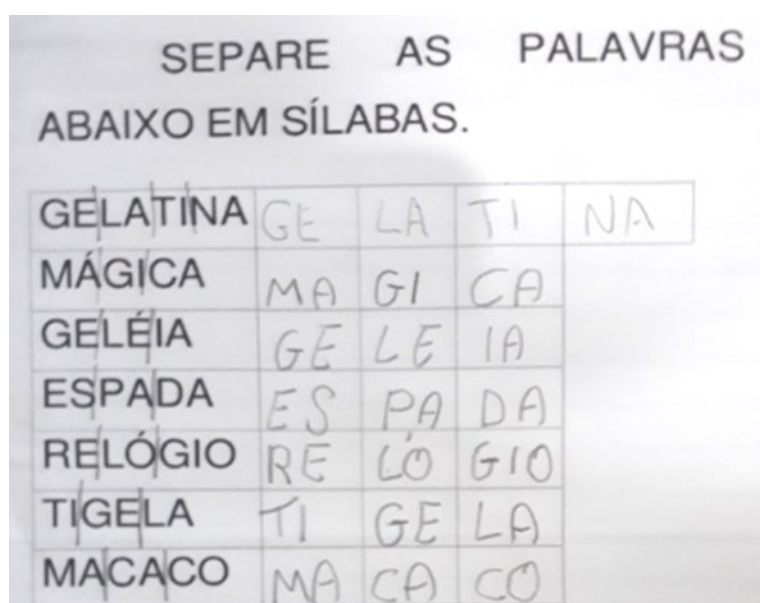 SEPARE AS PALAVRAS
ABAIXO EM SÍLABAS.
GELATINA GE LA TI NA
MÁGICA MA GI CA
GELÉIA GE LE IA
ESPADA ES PA DA
RELÓGIO RE LÓ GIO
TIGELA TI GE LA
MACACO MA CA CO